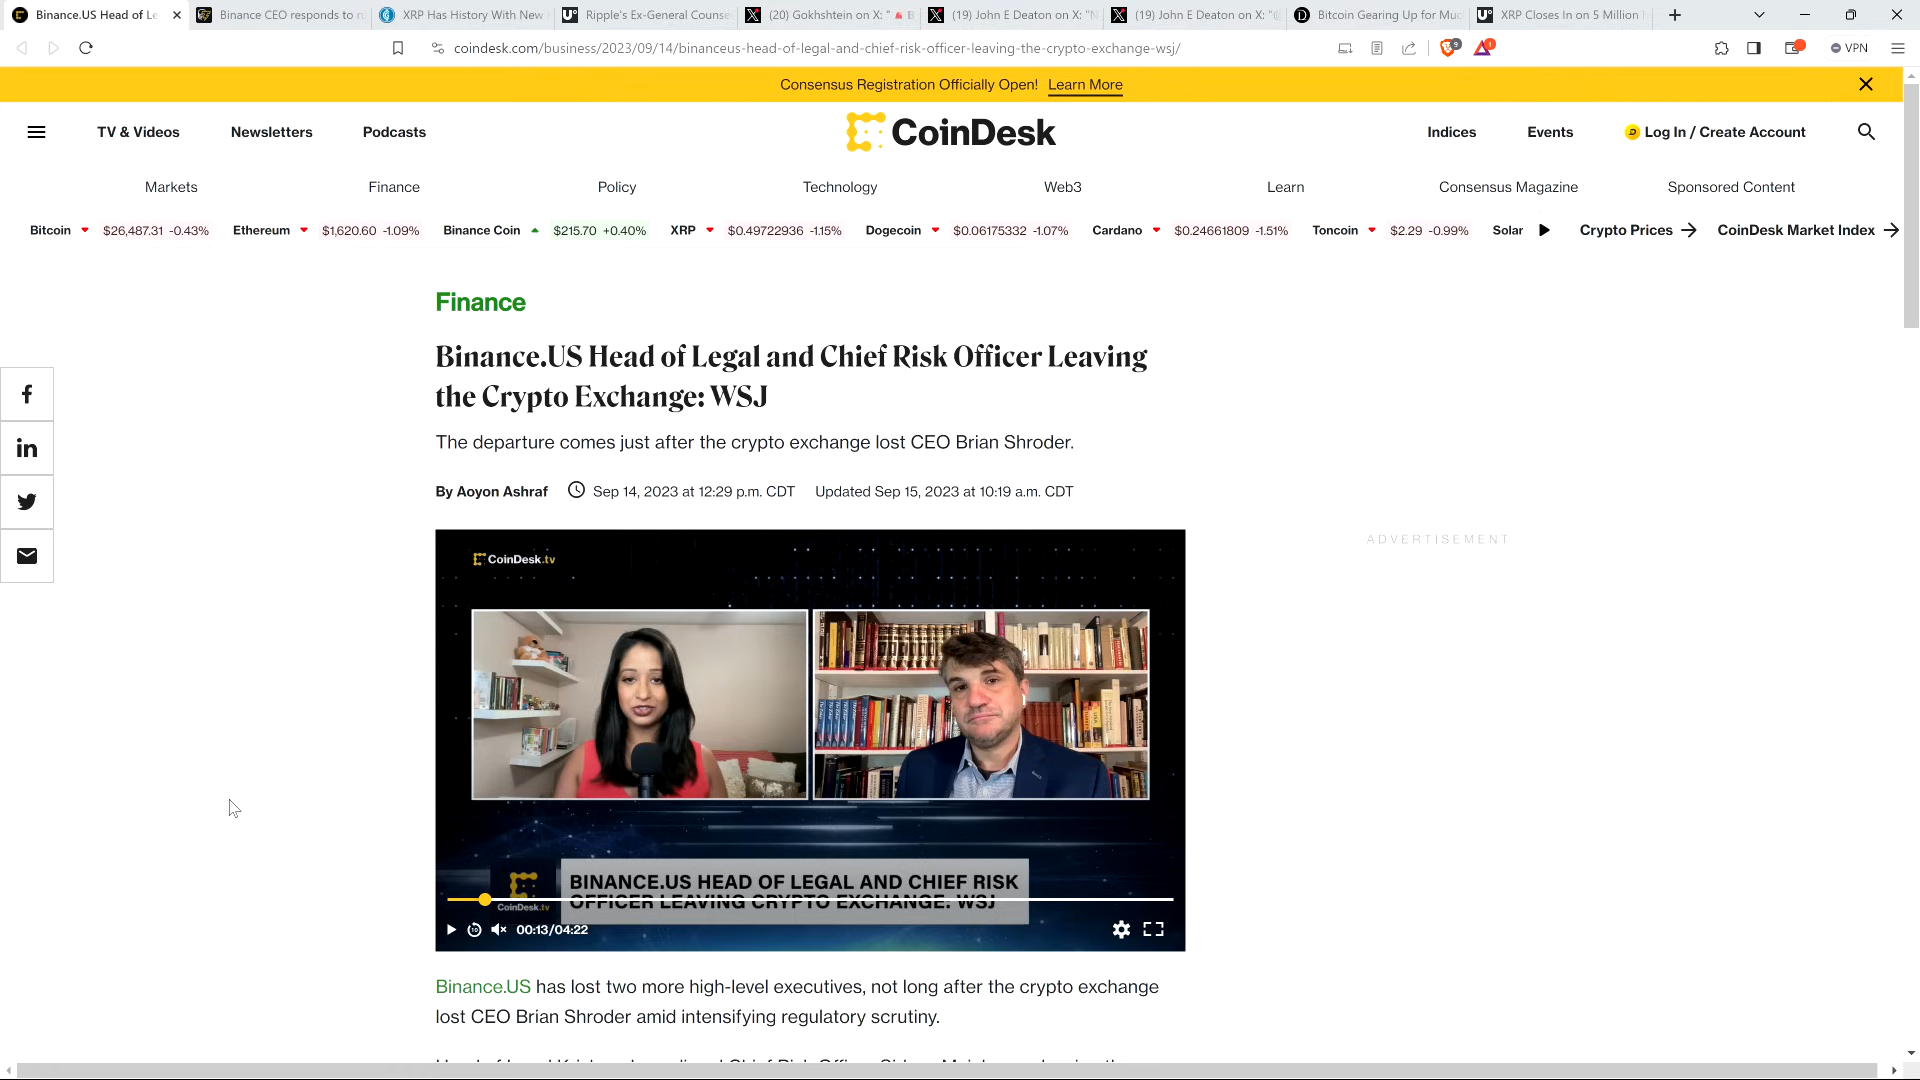 Binance.US Head of Le
Binance CEO responds to ru
XRP Has History With New
Ripple's Ex-General Counse
(20) Gokhshtein on X: "
(19) John E Deaton on X: "N
(19) John E Deaton on X: "@
Bitcoin Gearing Up for Muc
XRP Closes In on 5 Million
coindesk.com/business/2023/09/14/binanceus-head-of-legal-and-chief-risk-officer-leaving-the-crypto-exchange-wsj/
VPN
Consensus Registration Officially Open! Learn More
TV & Videos
Newsletters
Podcasts
CoinDesk
Indices
Events
Log In / Create Account
Markets
Finance
Policy
Technology
Web3
Learn
Consensus Magazine
Sponsored Content
Bitcoin $26,487.31 -0.43%
Ethereum $1,620.60 -1.09%
Binance Coin $215.70 +0.40%
XRP $0.49722936 -1.15%
Dogecoin $0.06175332 -1.07%
Cardano $0.24661809 -1.51%
Toncoin $2.29 -0.99%
Solar
Crypto Prices
CoinDesk Market Index
Finance
Binance.US Head of Legal and Chief Risk Officer Leaving
the Crypto Exchange: WSJ
The departure comes just after the crypto exchange lost CEO Brian Shroder.
By Aoyon Ashraf Sep 14, 2023 at 12:29 p.m. CDT Updated Sep 15, 2023 at 10:19 a.m. CDT
ADVERTISEMENT
CoinDesk.tv
BINANCE.US HEAD OF LEGAL AND CHIEF RISK
OFFICER LEAVING CRYPTO EXCHANGE: WSJ
CoinDesk.tv
00:13/04:22
Binance.US has lost two more high-level executives, not long after the crypto exchange
lost CEO Brian Shroder amid intensifying regulatory scrutiny.